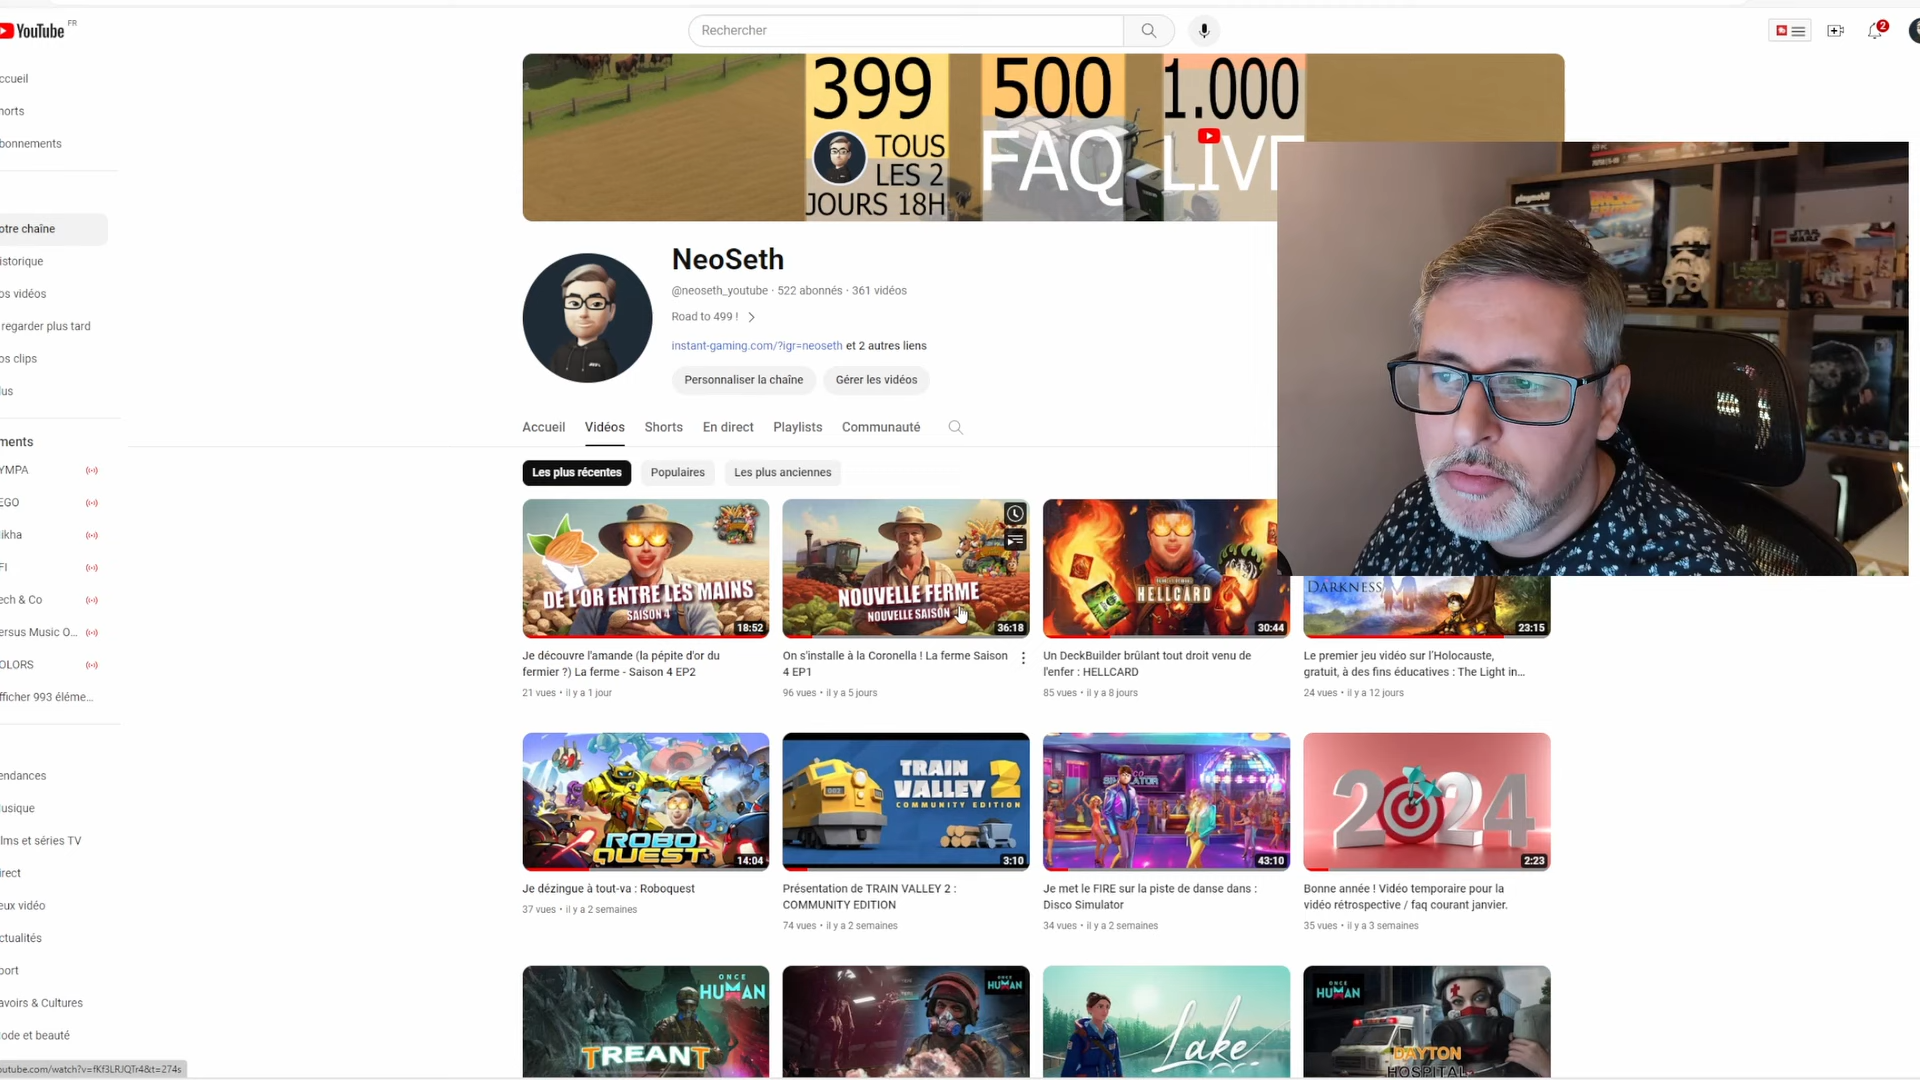 YouTube FR
Rechercher
2
ccueil
horts
bonnements
otre chaîne
istorique
os vidéos
regarder plus tard
os clips
lus
ments
YMPA
EGO
ikha
FI
ech & Co
ersus Music O...
OLORS
fficher 993 éléme...
endances
usique
lms et séries TV
irect
eux vidéo
ctualités
port
avoirs & Cultures
ode et beauté
outube.com/watch?v=fKf3LRJQTr4&t=274s
399
TOUS
LES 2
JOURS 18H
500
FAQ
1.000
LIVE
NeoSeth
@neoseth_youtube · 522 abonnés · 361 vidéos
Road to 499 !
instant-gaming.com/?igr=neoseth et 2 autres liens
Personnaliser la chaîne
Gérer les vidéos
Accueil
Vidéos
Shorts
En direct
Playlists
Communauté
Les plus récentes
Populaires
Les plus anciennes
playmobil
STAR WARS
DE L'OR ENTRE LES MAINS
SAISON 4
18:52
Je découvre l'amande (la pépite d'or du
fermier ?) La ferme - Saison 4 EP2
21 vues • il y a 1 jour
NOUVELLE FERME
NOUVELLE SAISON
36:18
On s'installe à la Coronella ! La ferme Saison
4 EP1
96 vues • il y a 5 jours
HELLCARD
30:44
Un DeckBuilder brûlant tout droit venu de
l'enfer : HELLCARD
85 vues • il y a 8 jours
DARKNESS
23:15
Le premier jeu vidéo sur l'Holocauste,
gratuit, à des fins éducatives : The Light in...
24 vues • il y a 12 jours
ROBO
QUEST
14:04
Je dézingue à tout-va : Roboquest
37 vues • il y a 2 semaines
TRAIN
VALLEY 2
COMMUNITY EDITION
3:10
Présentation de TRAIN VALLEY 2 :
COMMUNITY EDITION
74 vues • il y a 2 semaines
43:10
Je met le FIRE sur la piste de danse dans :
Disco Simulator
34 vues • il y a 2 semaines
2024
2:23
Bonne année ! Vidéo temporaire pour la
vidéo rétrospective / faq courant janvier.
35 vues • il y a 3 semaines
ONCE
HUMAN
TREANT
ONCE
HUMAN
Lake
ONCE
HUMAN
DAYTON
HOSPITAL